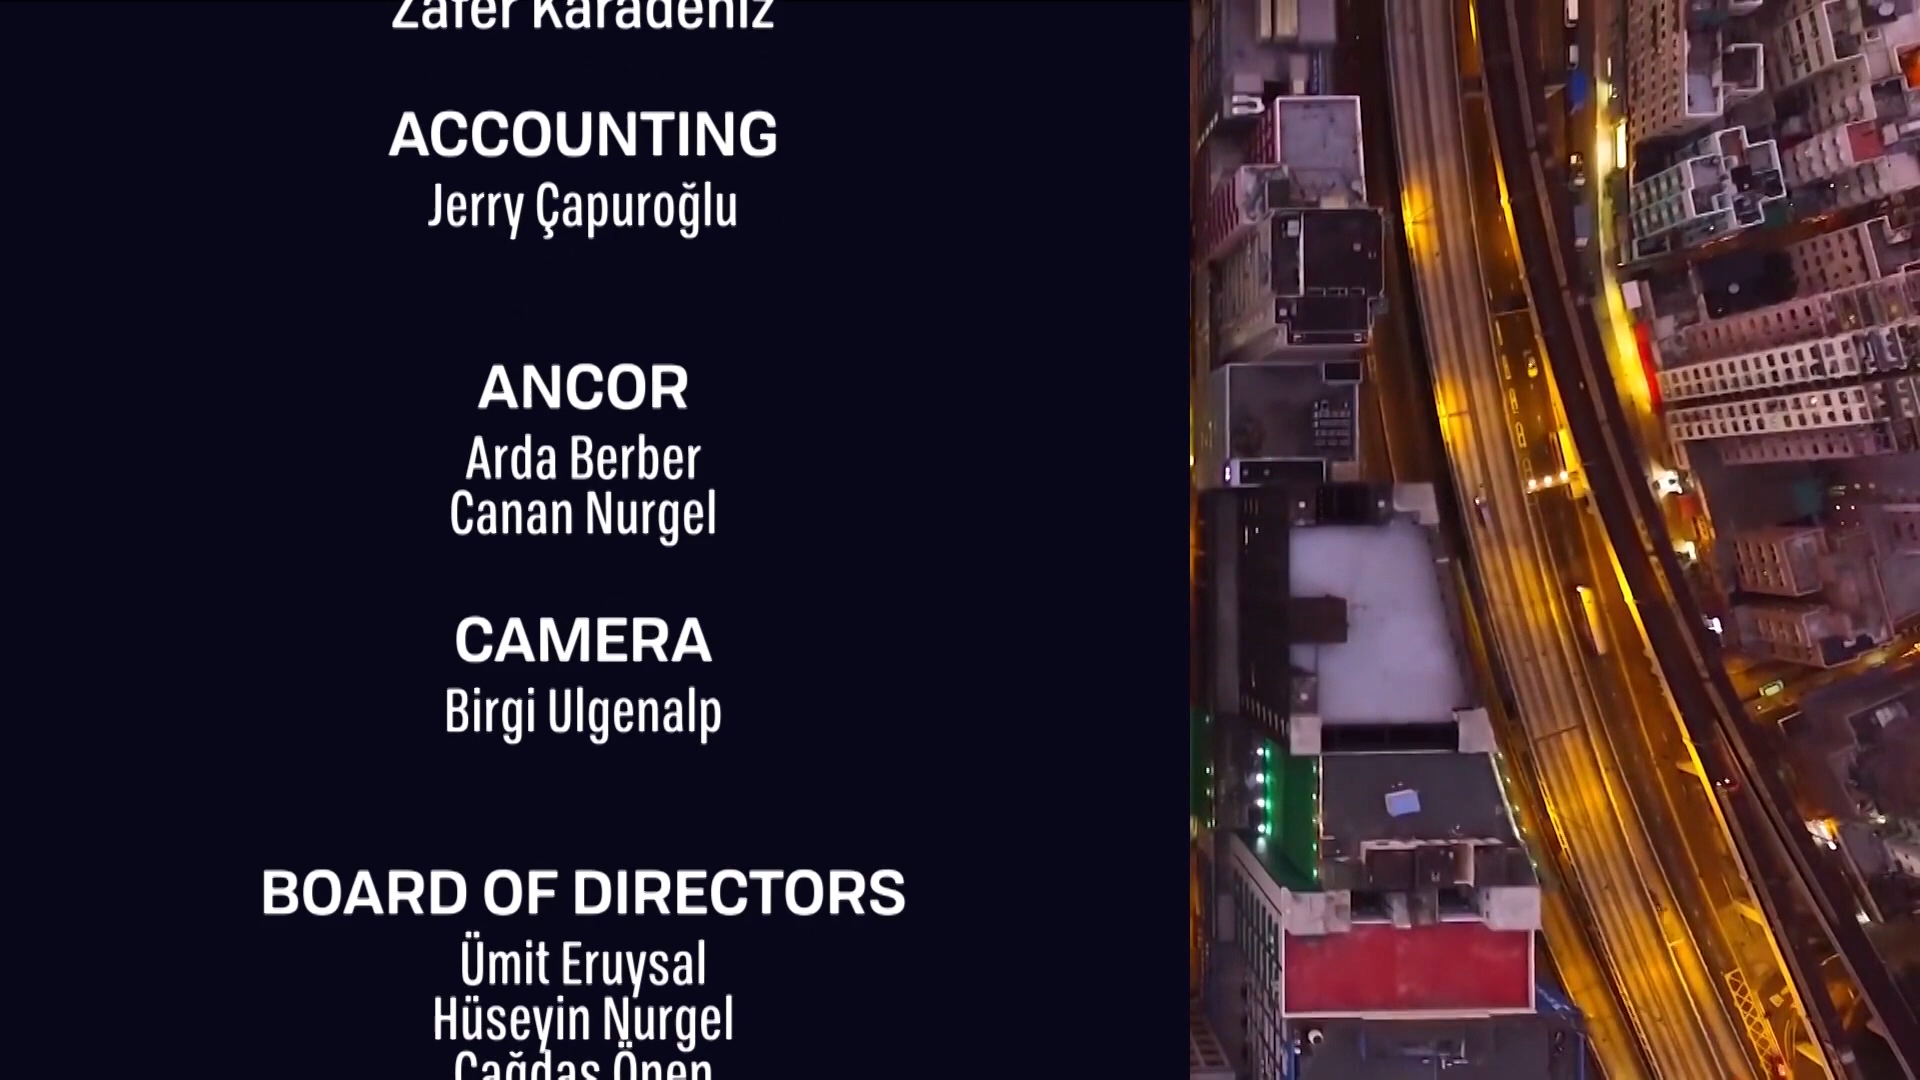 Zafer Karadeniz
ACCOUNTING
Jerry Çapuroğlu
ANCOR
Arda Berber
Canan Nurgel
CAMERA
Birgi Ulgenalp
BOARD OF DIRECTORS
Ümit Eruysal
Hüseyin Nurgel
Çağdaş Önen